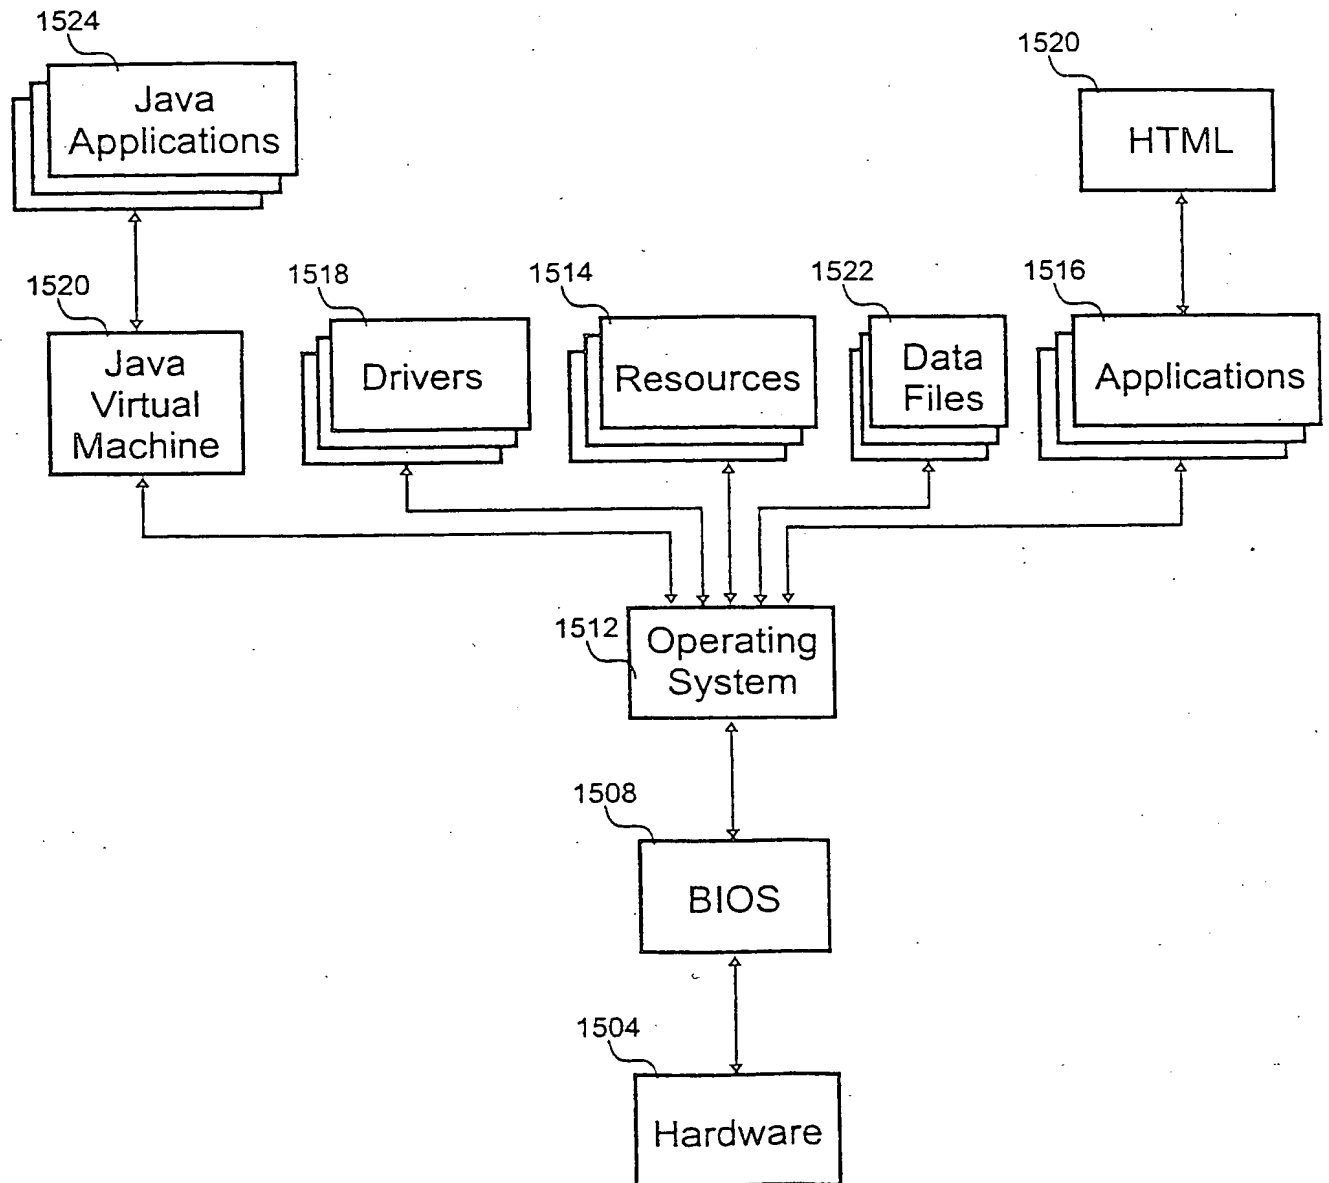 1524
Java
Applications
1520
HTML
1520
Java
Virtual
Machine
1518
Drivers
1514
Resources
1522
Data
Files
1516
Applications
1512
Operating
System
1508
BIOS
1504
Hardware